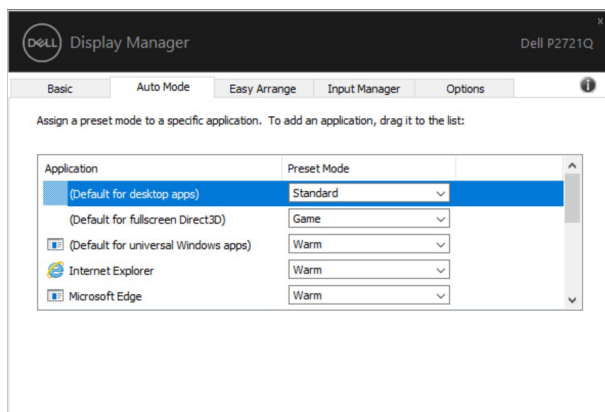 DELL Display Manager
x
Dell P2721Q
Basic Auto Mode Easy Arrange Input Manager Options
Assign a preset mode to a specific application. To add an application, drag it to the list:
Application Preset Mode
(Default for desktop apps) Standard
(Default for fullscreen Direct3D) Game
(Default for universal Windows apps) Warm
Internet Explorer Warm
Microsoft Edge Warm